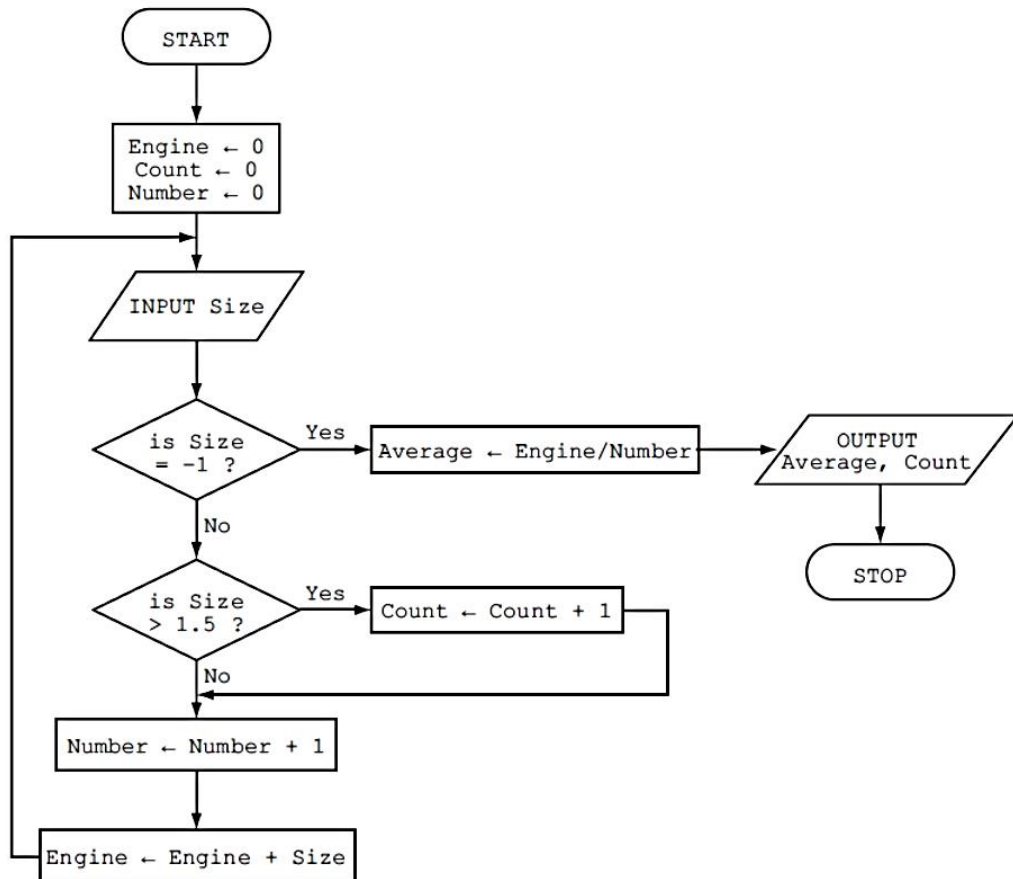 START
Engine ← 0
Count ← 0
Number ← 0
INPUT Size
is Size
= -1 ?
Yes
Average ← Engine/Number
OUTPUT
Average, Count
STOP
No
is Size
> 1.5 ?
Yes
Count ← Count + 1
No
Number ← Number + 1
Engine ← Engine + Size